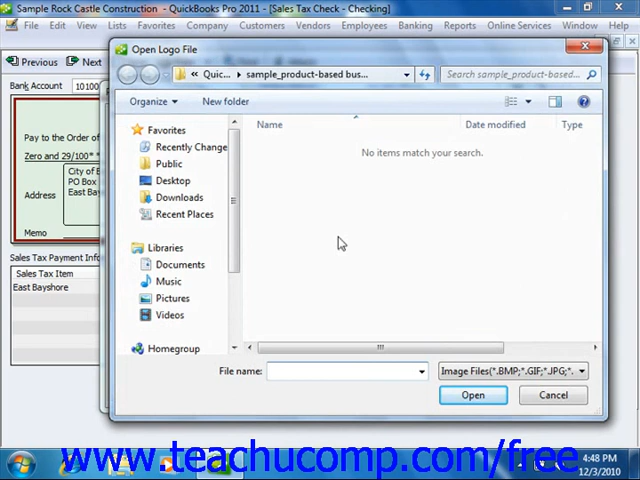 Sample Rock Castle Construction - QuickBooks Pro 2011 - [Sales Tax Check - Checking]
File Edit View Lists Favorites Company Customers Vendors Employees Banking Reports Online Services Window Help
Previous Next
Bank Account 10100
Pay to the Order of
Zero and 29/100* *
Address
City of E
PO Box
East Bay
Memo
Sales Tax Payment Info
Sales Tax Item
East Bayshore
Open Logo File
« Quic... sample_product-based bus...
Search sample_product-based...
Organize New folder
Favorites
Recently Change
Public
Desktop
Downloads
Recent Places
Libraries
Documents
Music
Pictures
Videos
Homegroup
Name Date modified Type
No items match your search.
File name:
Image Files(*.BMP;*.GIF;*.JPG;*.
Open Cancel
www.teachucomp.com/free
4:48 PM
12/3/2010